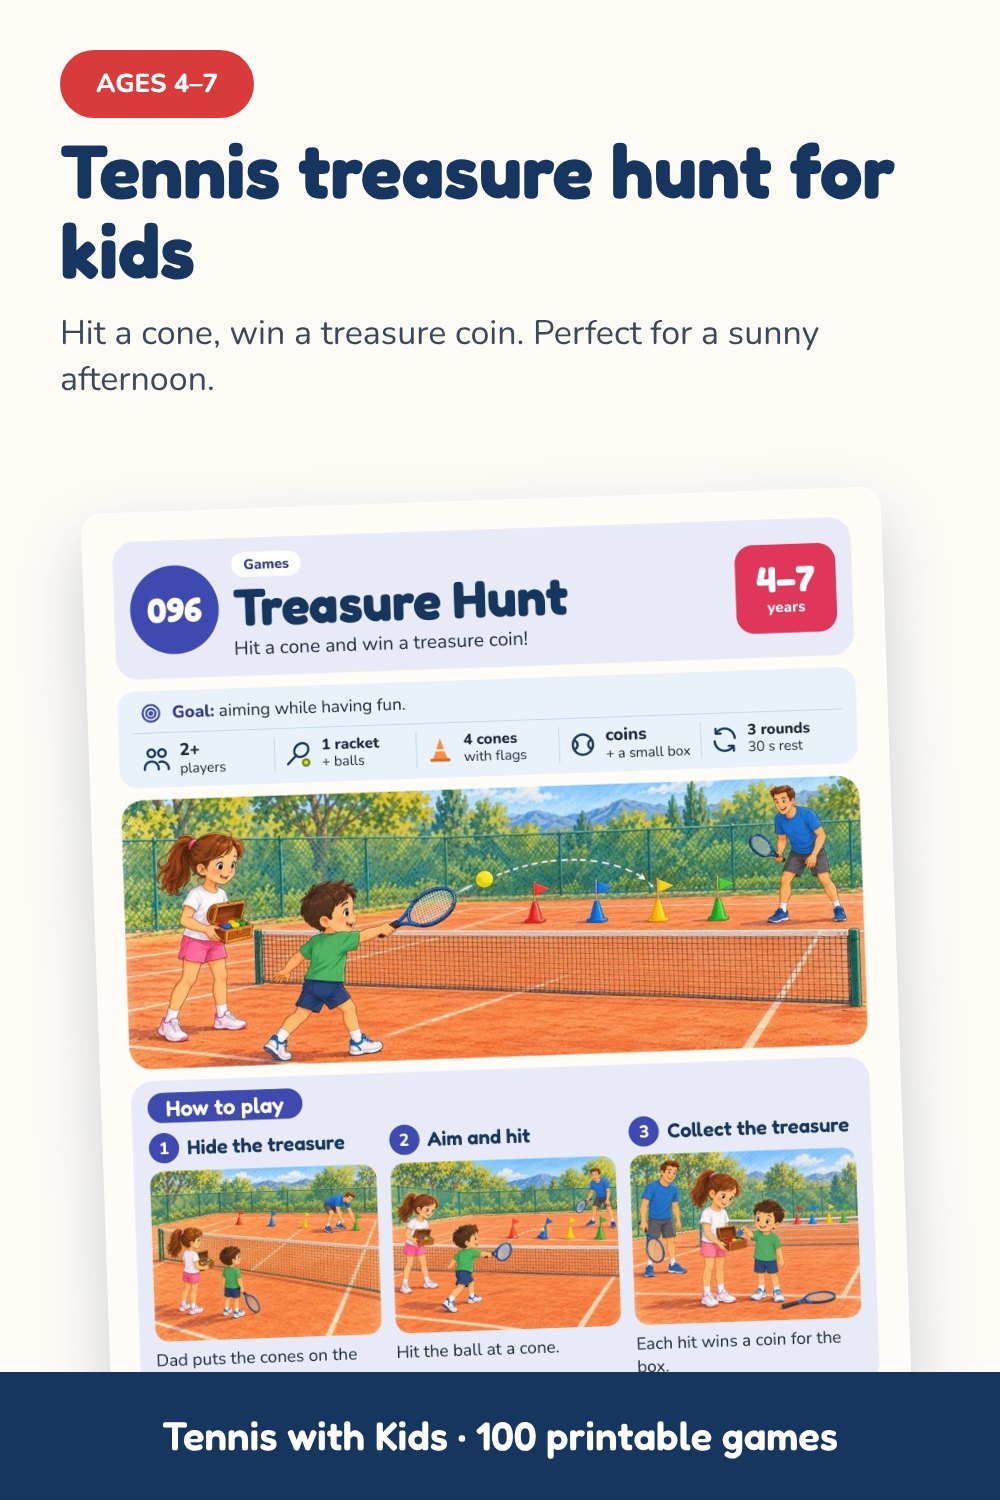 AGES 4–7
Tennis treasure hunt for
kids
Hit a cone, win a treasure coin. Perfect for a sunny
afternoon.
096
Games
Treasure Hunt
Hit a cone and win a treasure coin!
4–7
years
Goal: aiming while having fun.
2+
players
1 racket
+ balls
4 cones
with flags
coins
+ a small box
3 rounds
30 s rest
How to play
1 Hide the treasure
2 Aim and hit
3 Collect the treasure
Dad puts the cones on the
Hit the ball at a cone.
Each hit wins a coin for the
box.
Tennis with Kids · 100 printable games